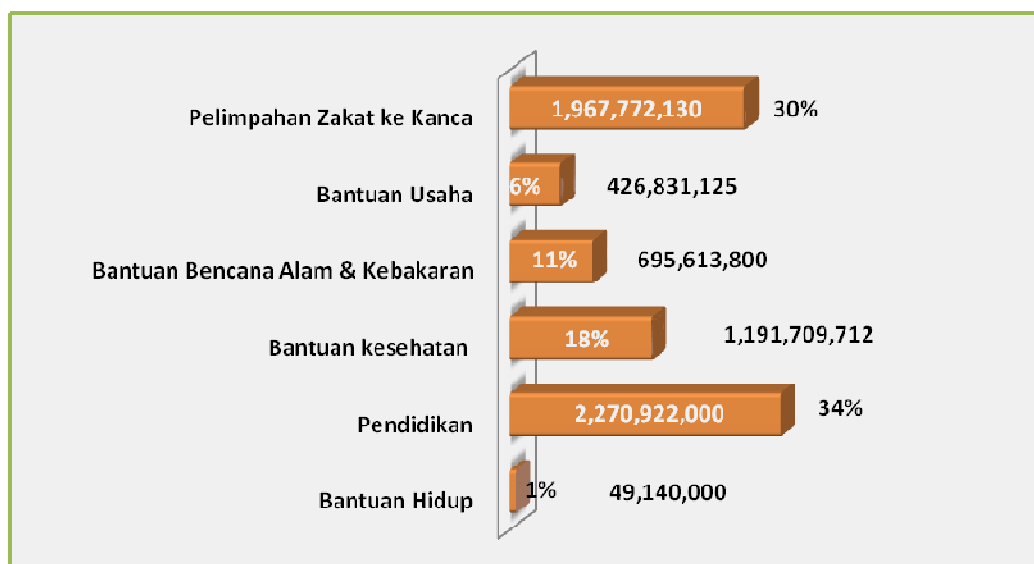 Pelimpahan Zakat ke Kanca 1,967,772,130 30%
Bantuan Usaha 6% 426,831,125
Bantuan Bencana Alam & Kebakaran 11% 695,613,800
Bantuan kesehatan 18% 1,191,709,712
Pendidikan 2,270,922,000 34%
Bantuan Hidup 1% 49,140,000